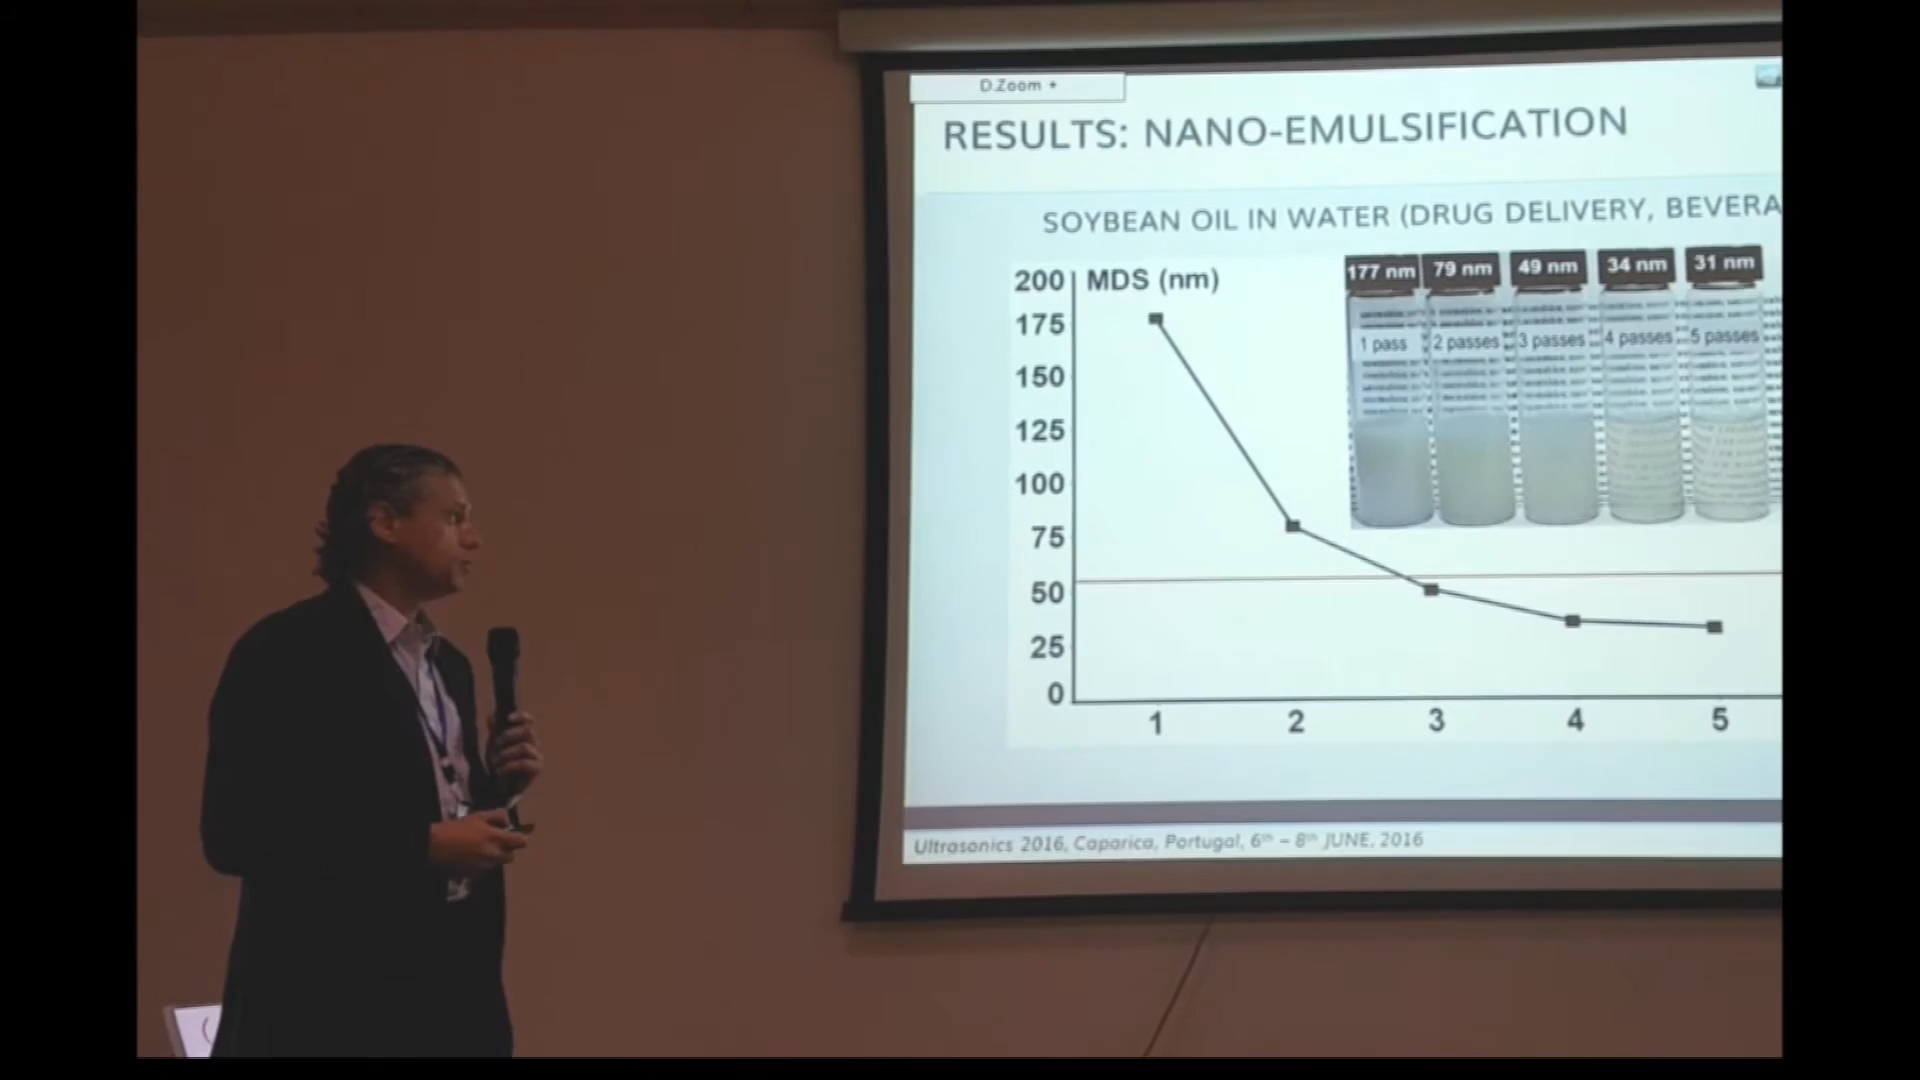 D.Zoom +
RESULTS: NANO-EMULSIFICATION
SOYBEAN OIL IN WATER (DRUG DELIVERY, BEVERA
200 MDS (nm)
175
150
125
100
75
50
25
0
1 2 3 4 5
177 nm 79 nm 49 nm 34 nm 31 nm
1 pass 2 passes 3 passes 4 passes 5 passes
Ultrasonics 2016, Caparica, Portugal, 6th – 8th JUNE, 2016